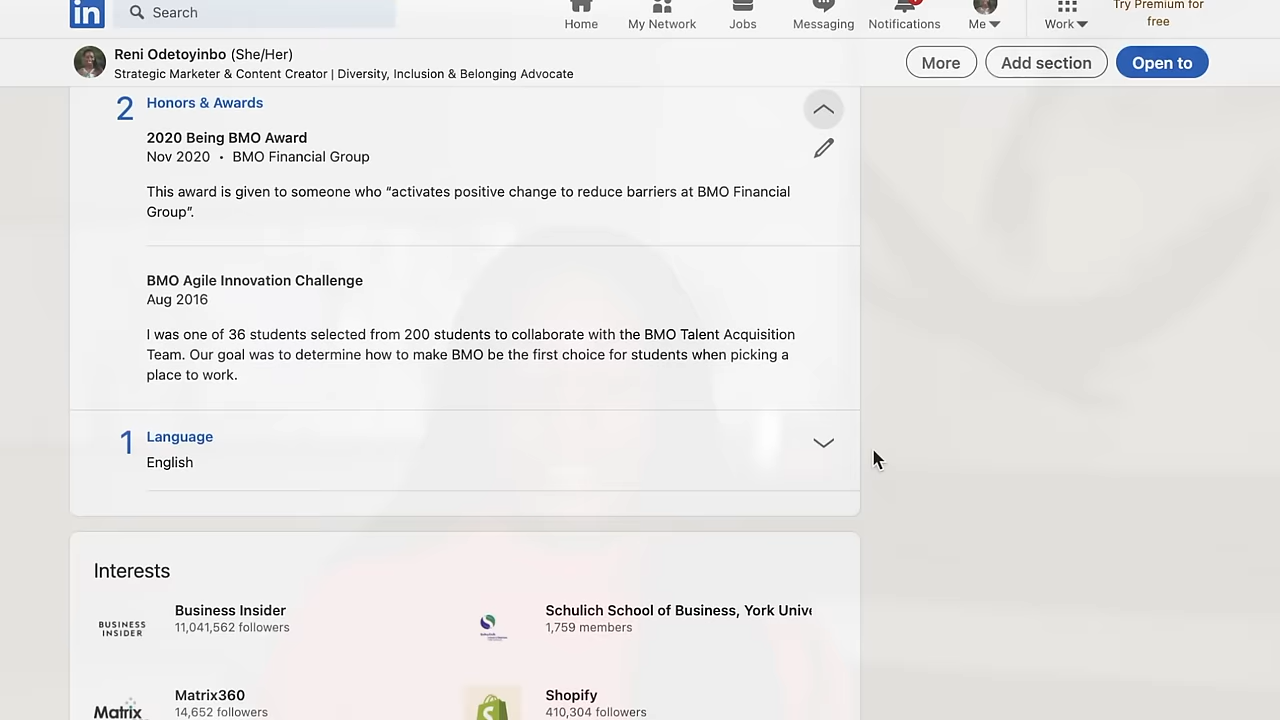 in
Search
Home
My Network
Jobs
Messaging
Notifications
Me
Work
Try Premium for
free
Reni Odetoyinbo (She/Her)
Strategic Marketer & Content Creator | Diversity, Inclusion & Belonging Advocate
More
Add section
Open to
2
Honors & Awards
2020 Being BMO Award
Nov 2020 • BMO Financial Group
This award is given to someone who “activates positive change to reduce barriers at BMO Financial
Group”.
BMO Agile Innovation Challenge
Aug 2016
I was one of 36 students selected from 200 students to collaborate with the BMO Talent Acquisition
Team. Our goal was to determine how to make BMO be the first choice for students when picking a
place to work.
1
Language
English
Interests
BUSINESS
INSIDER
Business Insider
11,041,562 followers
Schulich School of Business, York Unive
1,759 members
Matrix
Matrix360
14,652 followers
Shopify
410,304 followers